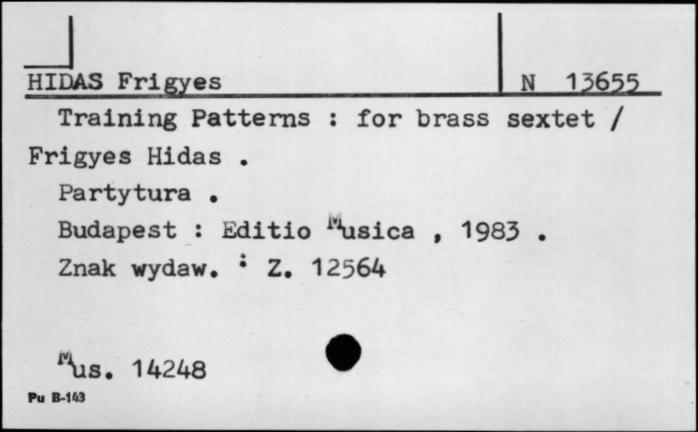 HIDAS Frigyes
N 13655
Training Patterns : for brass sextet /
Frigyes Hidas .
Partytura .
Budapest : Editio Musica , 1983 .
Znak wydaw. : Z. 12564
Mus. 14248
Pu B-143